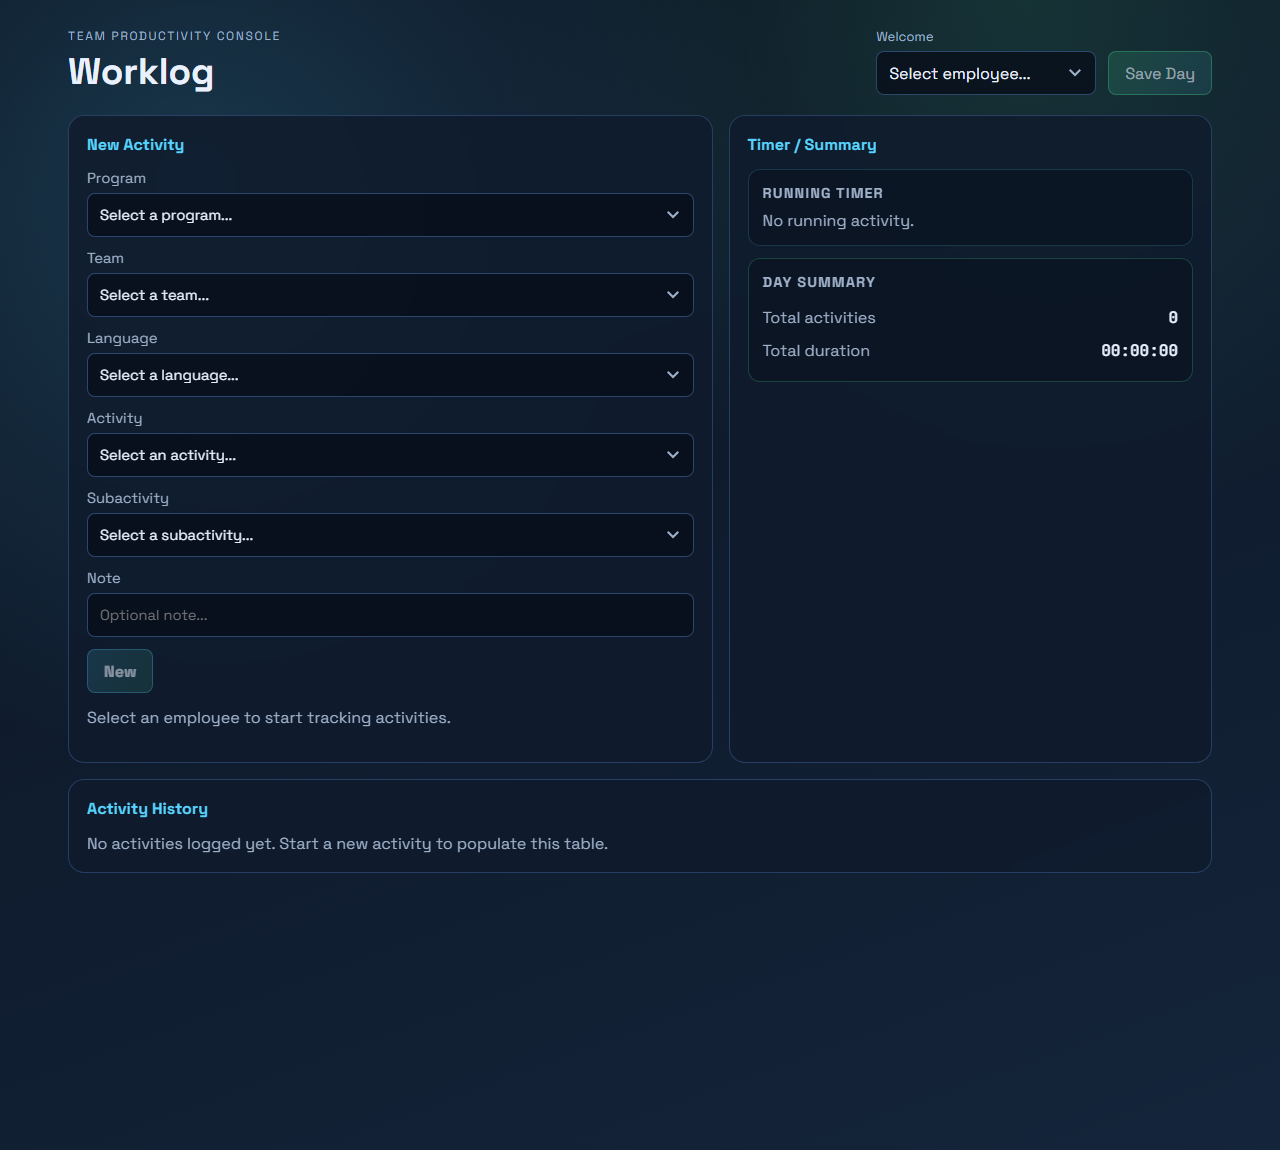 TEAM PRODUCTIVITY CONSOLE
Worklog
Welcome
Select employee...
Save Day
New Activity
Program
Select a program...
Team
Select a team...
Language
Select a language...
Activity
Select an activity...
Subactivity
Select a subactivity...
Note
Optional note...
New
Select an employee to start tracking activities.
Timer / Summary
RUNNING TIMER
No running activity.
DAY SUMMARY
Total activities 0
Total duration 00:00:00
Activity History
No activities logged yet. Start a new activity to populate this table.